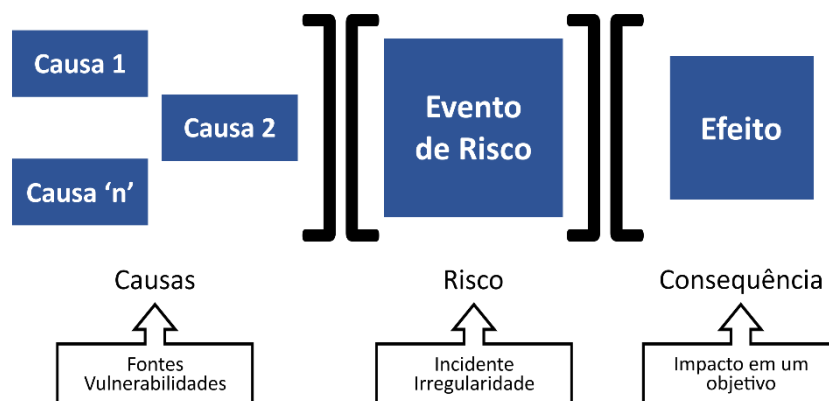 Causa 1
Causa 2
Causa ‘n’
Evento
de Risco
Efeito
Causas
Risco
Consequência
Fontes
Vulnerabilidades
Incidente
Irregularidade
Impacto em um
objetivo